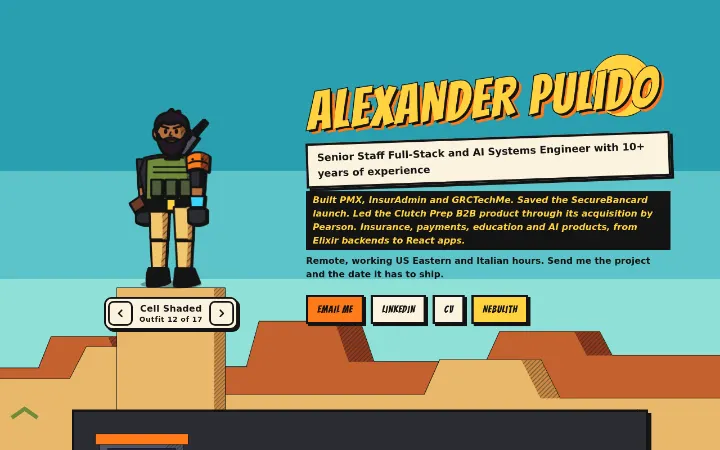 ALEXANDER PULIDO
Senior Staff Full-Stack and AI Systems Engineer with 10+
years of experience
Built PMX, InsurAdmin and GRCTechMe. Saved the SecureBancard
launch. Led the Clutch Prep B2B product through its acquisition by
Pearson. Insurance, payments, education and AI products, from
Elixir backends to React apps.
Remote, working US Eastern and Italian hours. Send me the project
and the date it has to ship.
Cell Shaded
Outfit 12 of 17
EMAIL ME
LINKEDIN
CV
NEBULITH